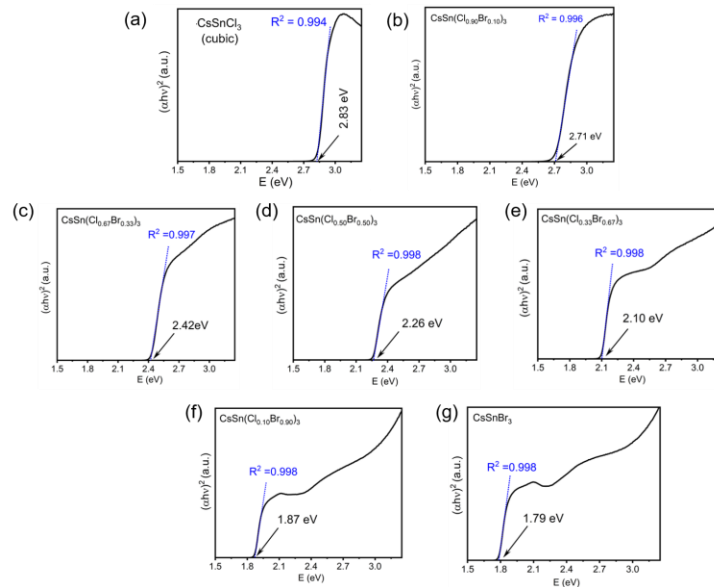 (a)
CsSnCl3
(cubic)
R2 = 0.994
2.83 eV
(αhν)2 (a.u.)
1.5 1.8 2.1 2.4 2.7 3.0
E (eV)
(b)
CsSn(Cl0.90Br0.10)3
R2 =0.996
2.71 eV
(αhν)2 (a.u.)
1.5 1.8 2.1 2.4 2.7 3.0
E (eV)
(c)
CsSn(Cl0.67Br0.33)3
R2 =0.997
2.42eV
(αhν)2 (a.u.)
1.5 1.8 2.1 2.4 2.7 3.0
E (eV)
(d)
CsSn(Cl0.50Br0.50)3
R2 =0.998
2.26 eV
(αhν)2 (a.u.)
1.5 1.8 2.1 2.4 2.7 3.0
E (eV)
(e)
CsSn(Cl0.33Br0.67)3
R2 =0.998
2.10 eV
(αhν)2 (a.u.)
1.5 1.8 2.1 2.4 2.7 3.0
E (eV)
(f)
CsSn(Cl0.10Br0.90)3
R2 =0.998
1.87 eV
(αhν)2 (a.u.)
1.5 1.8 2.1 2.4 2.7 3.0
E (eV)
(g)
CsSnBr3
R2 =0.998
1.79 eV
(αhν)2 (a.u.)
1.5 1.8 2.1 2.4 2.7 3.0
E (eV)